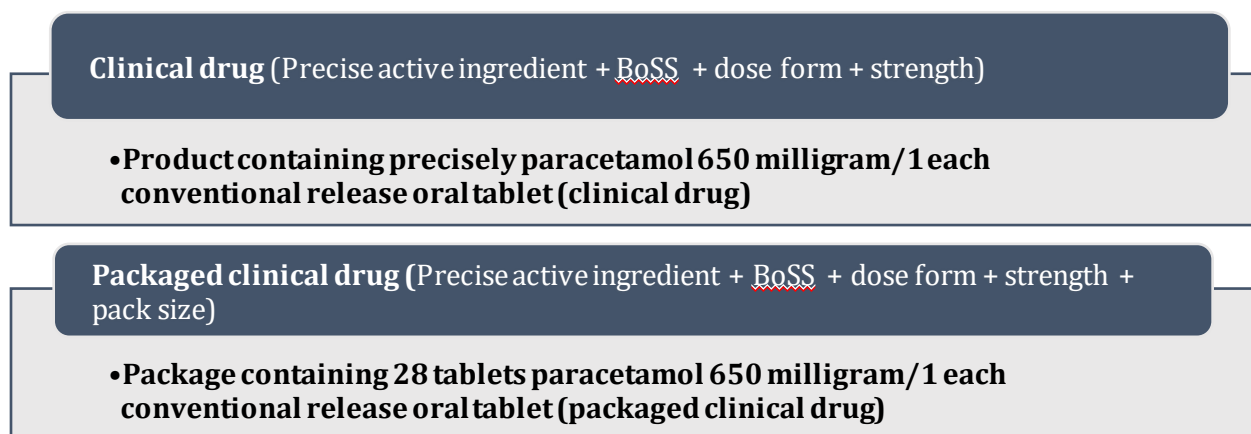 Clinical drug (Precise active ingredient + BoSS + dose form + strength)
•Product containing precisely paracetamol 650 milligram/1 each
conventional release oral tablet (clinical drug)
Packaged clinical drug (Precise active ingredient + BoSS + dose form + strength +
pack size)
•Package containing 28 tablets paracetamol 650 milligram/1 each
conventional release oral tablet (packaged clinical drug)